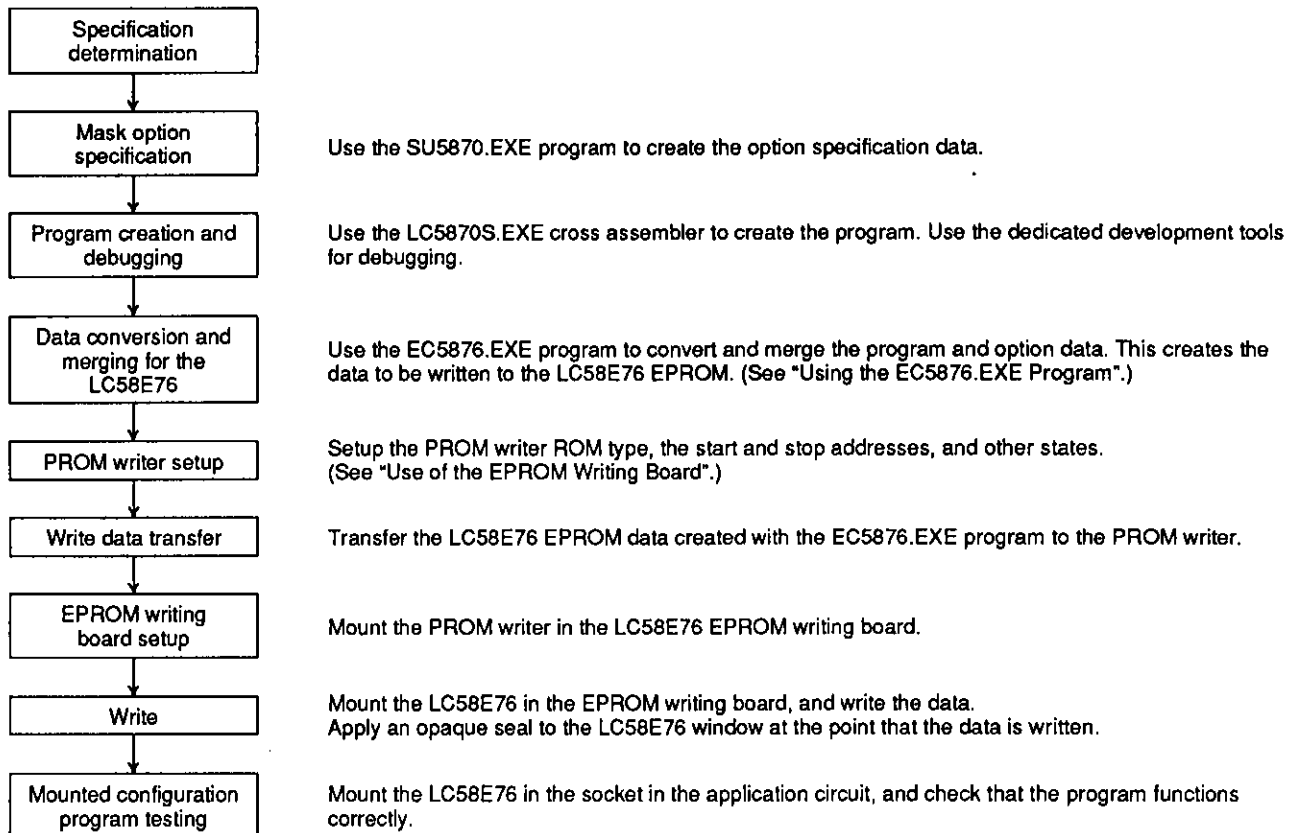 Specification
determination
Mask option
specification
Use the SU5870.EXE program to create the option specification data.
Program creation and
debugging
Use the LC5870S.EXE cross assembler to create the program. Use the dedicated development tools
for debugging.
Data conversion and
merging for the
LC58E76
Use the EC5876.EXE program to convert and merge the program and option data. This creates the
data to be written to the LC58E76 EPROM. (See "Using the EC5876.EXE Program".)
PROM writer setup
Setup the PROM writer ROM type, the start and stop addresses, and other states.
(See "Use of the EPROM Writing Board".)
Write data transfer
Transfer the LC58E76 EPROM data created with the EC5876.EXE program to the PROM writer.
EPROM writing
board setup
Mount the PROM writer in the LC58E76 EPROM writing board.
Write
Mount the LC58E76 in the EPROM writing board, and write the data.
Apply an opaque seal to the LC58E76 window at the point that the data is written.
Mounted configuration
program testing
Mount the LC58E76 in the socket in the application circuit, and check that the program functions
correctly.